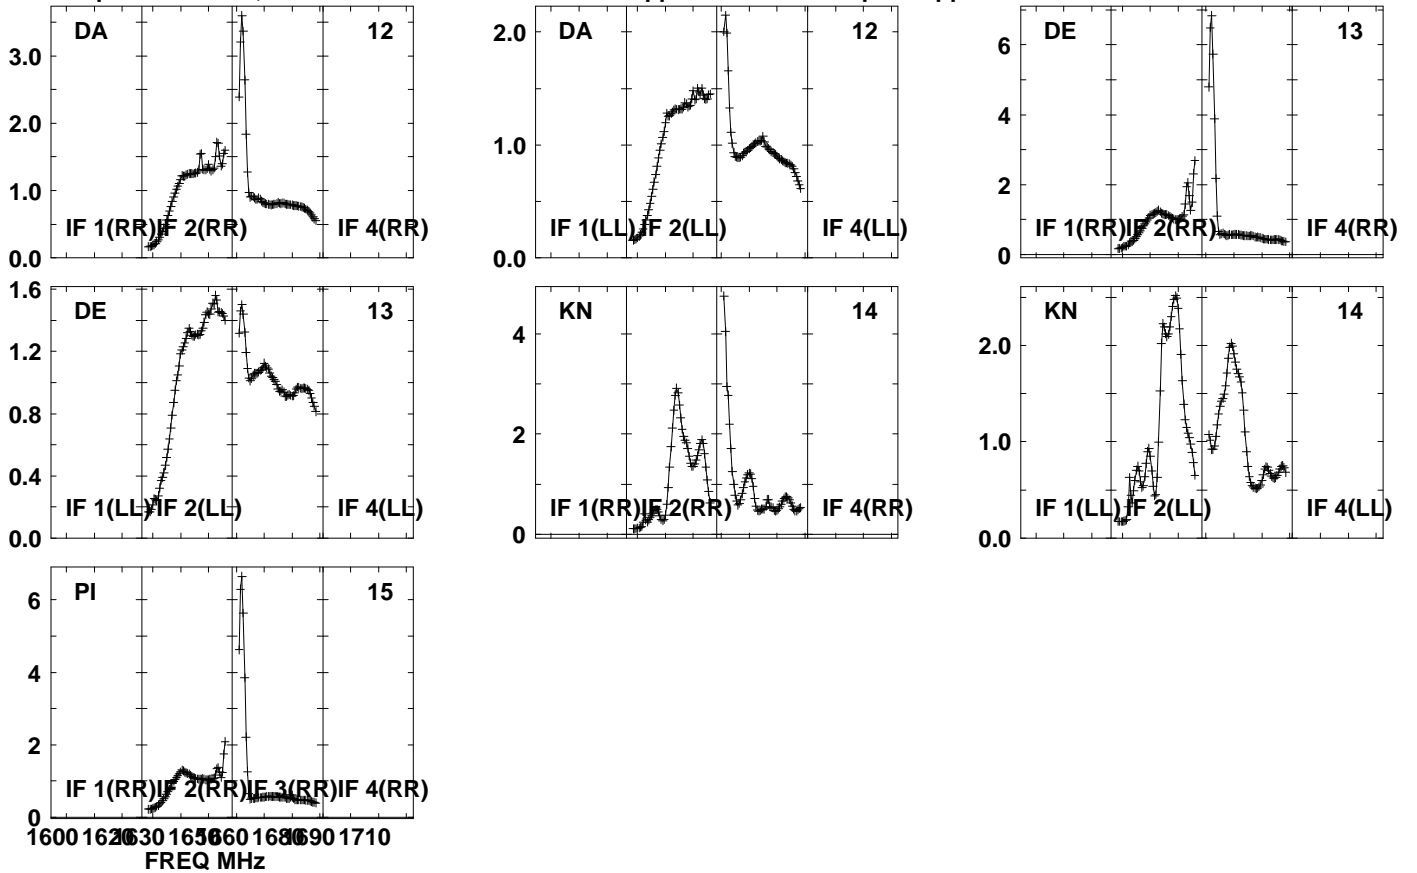 DA 12
3.0
2.0
1.0
0.0
IF 1(RR) IF 2(RR) IF 4(RR)
DA 12
2.0
1.0
0.0
IF 1(LL) IF 2(LL) IF 4(LL)
DE 13
6
4
2
0
IF 1(RR) IF 2(RR) IF 4(RR)
DE 13
1.6
1.2
0.8
0.4
0.0
IF 1(LL) IF 2(LL) IF 4(LL)
KN 14
4
2
0
IF 1(RR) IF 2(RR) IF 4(RR)
KN 14
2.0
1.0
0.0
IF 1(LL) IF 2(LL) IF 4(LL)
PI 15
6
4
2
0
IF 1(RR) IF 2(RR) IF 3(RR) IF 4(RR)
1600 1620 1630 1650 1660 1680 1690 1710
FREQ MHz